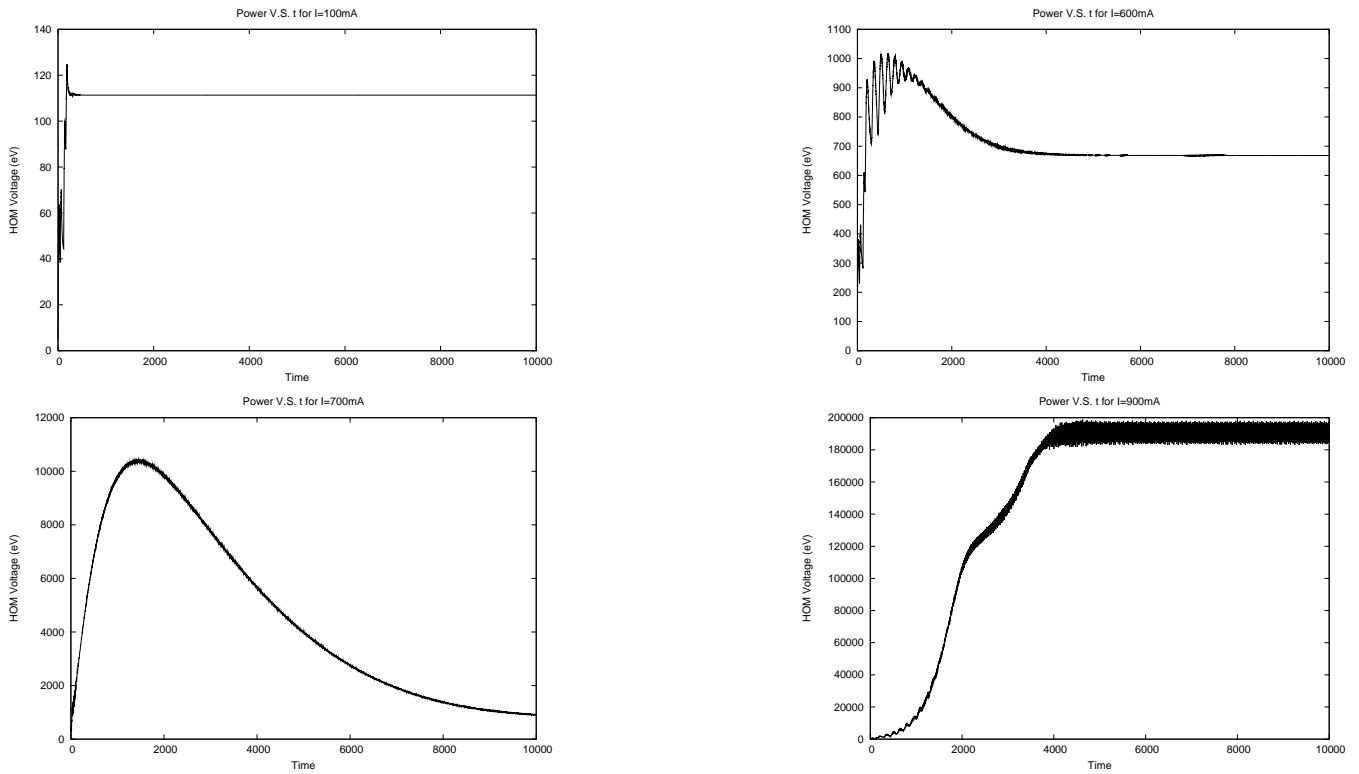 Power V.S. t for I=100mA
HOM Voltage (eV)
140
120
100
80
60
40
20
0
0 2000 4000 6000 8000 10000
Time
Power V.S. t for I=600mA
HOM Voltage (eV)
1100
1000
900
800
700
600
500
400
300
200
100
0
0 2000 4000 6000 8000 10000
Time
Power V.S. t for I=700mA
HOM Voltage (eV)
12000
10000
8000
6000
4000
2000
0
0 2000 4000 6000 8000 10000
Time
Power V.S. t for I=900mA
HOM Voltage (eV)
200000
180000
160000
140000
120000
100000
80000
60000
40000
20000
0
0 2000 4000 6000 8000 10000
Time